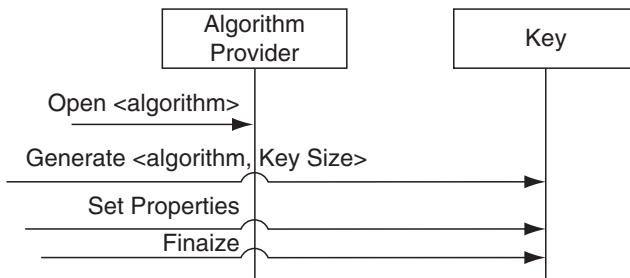 Algorithm
Provider
Key
Open <algorithm>
Generate <algorithm, Key Size>
Set Properties
Finaize